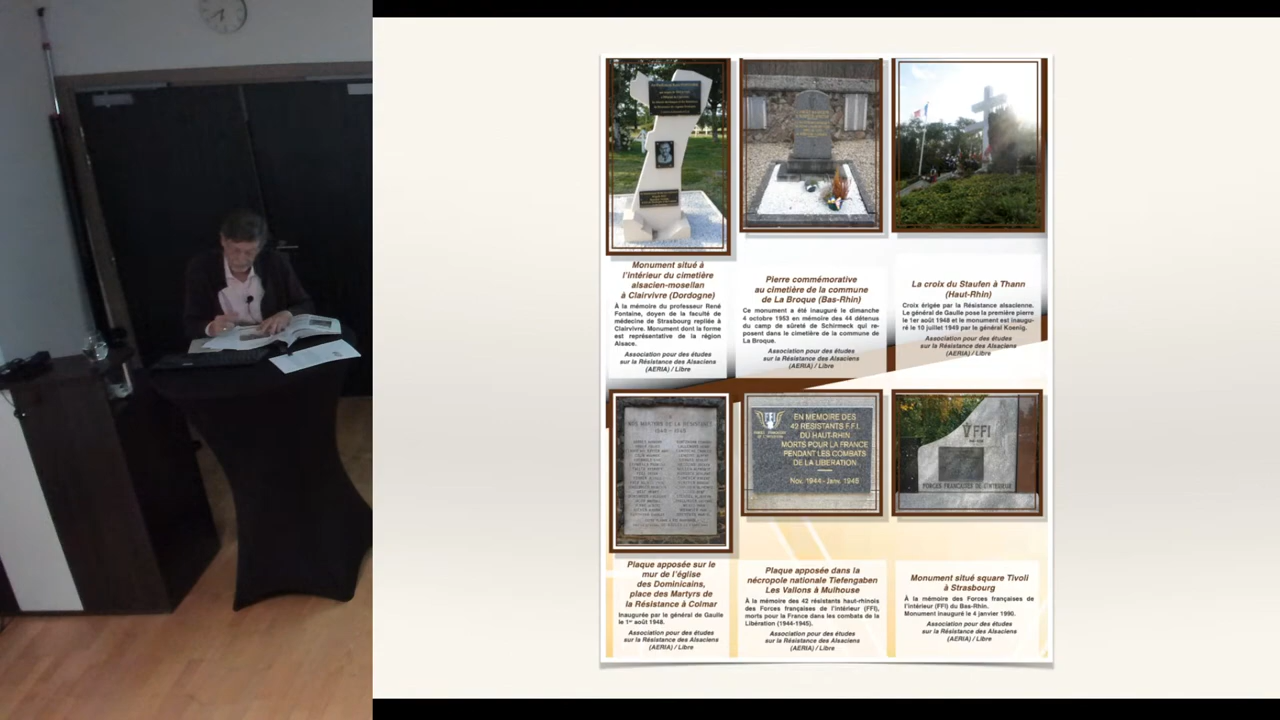 Monument situé à
l'intérieur du cimetière
alsacien-mosellan
à Clairvivre (Dordogne)
À la mémoire du professeur René
Fontaine, doyen de la faculté de
médecine de Strasbourg repliée à
Clairvivre. Monument dont la forme
est représentative de la région
Alsace.
Association pour des études
sur la Résistance des Alsaciens
(AERIA) / Libre
Pierre commémorative
au cimetière de la commune
de La Broque (Bas-Rhin)
Ce monument a été inauguré le dimanche
4 octobre 1953 en mémoire des 44 détenus
du camp de sûreté de Schirmeck qui re-
posent dans le cimetière de la commune de
La Broque.
Association pour des études
sur la Résistance des Alsaciens
(AERIA) / Libre
La croix du Staufen à Thann
(Haut-Rhin)
Croix érigée par la Résistance alsacienne.
Le général de Gaulle pose la première pierre
le 1er août 1948 et le monument est inaugu-
ré le 10 juillet 1949 par le général Koenig.
Association pour des études
sur la Résistance des Alsaciens
(AERIA) / Libre
AUX MARTYRS DE LA RESISTANCE
1940 - 1945
FFI
EN MEMOIRE DES
42 RESISTANTS F.F.I.
DU HAUT-RHIN
MORTS POUR LA FRANCE
PENDANT LES COMBATS
DE LA LIBERATION
Nov. 1944 - Janv. 1945
FFI
FORCES FRANCAISES DE L'INTERIEUR
Plaque apposée sur le
mur de l'église
des Dominicains,
place des Martyrs de
la Résistance à Colmar
Inaugurée par le général de Gaulle
le 1er août 1948.
Association pour des études
sur la Résistance des Alsaciens
(AERIA) / Libre
Plaque apposée dans la
nécropole nationale Tiefengaben
Les Vallons à Mulhouse
À la mémoire des 42 résistants haut-rhinois
des Forces françaises de l'intérieur (FFI),
morts pour la France dans les combats de la
Libération (1944-1945).
Association pour des études
sur la Résistance des Alsaciens
(AERIA) / Libre
Monument situé square Tivoli
à Strasbourg
À la mémoire des Forces françaises de
l'intérieur (FFI) du Bas-Rhin.
Monument inauguré le 4 janvier 1990.
Association pour des études
sur la Résistance des Alsaciens
(AERIA) / Libre